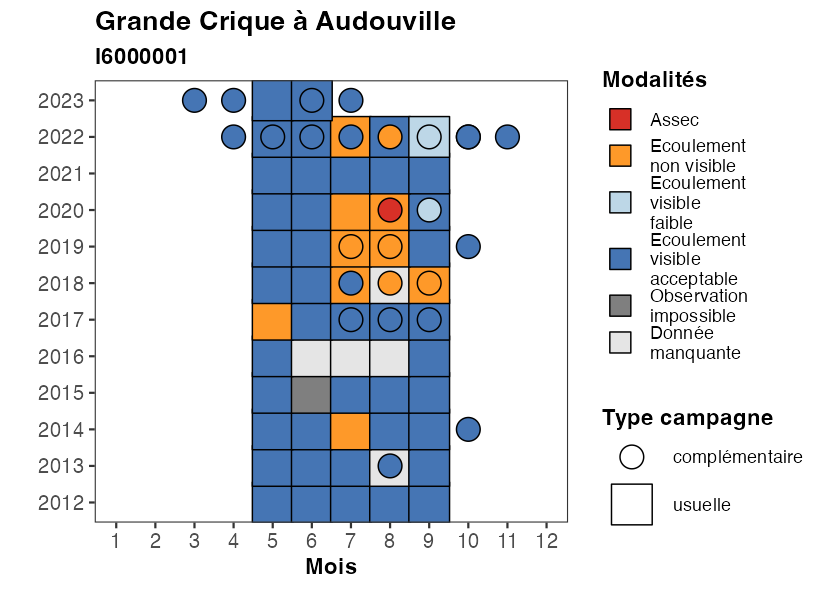 Grande Crique à Audouville
I6000001
2023
2022
2021
2020
2019
2018
2017
2016
2015
2014
2013
2012
1 2 3 4 5 6 7 8 9 10 11 12
Mois
Modalités
Assec
Ecoulement
non visible
Ecoulement
visible
faible
Ecoulement
visible
acceptable
Observation
impossible
Donnée
manquante
Type campagne
complémentaire
usuelle